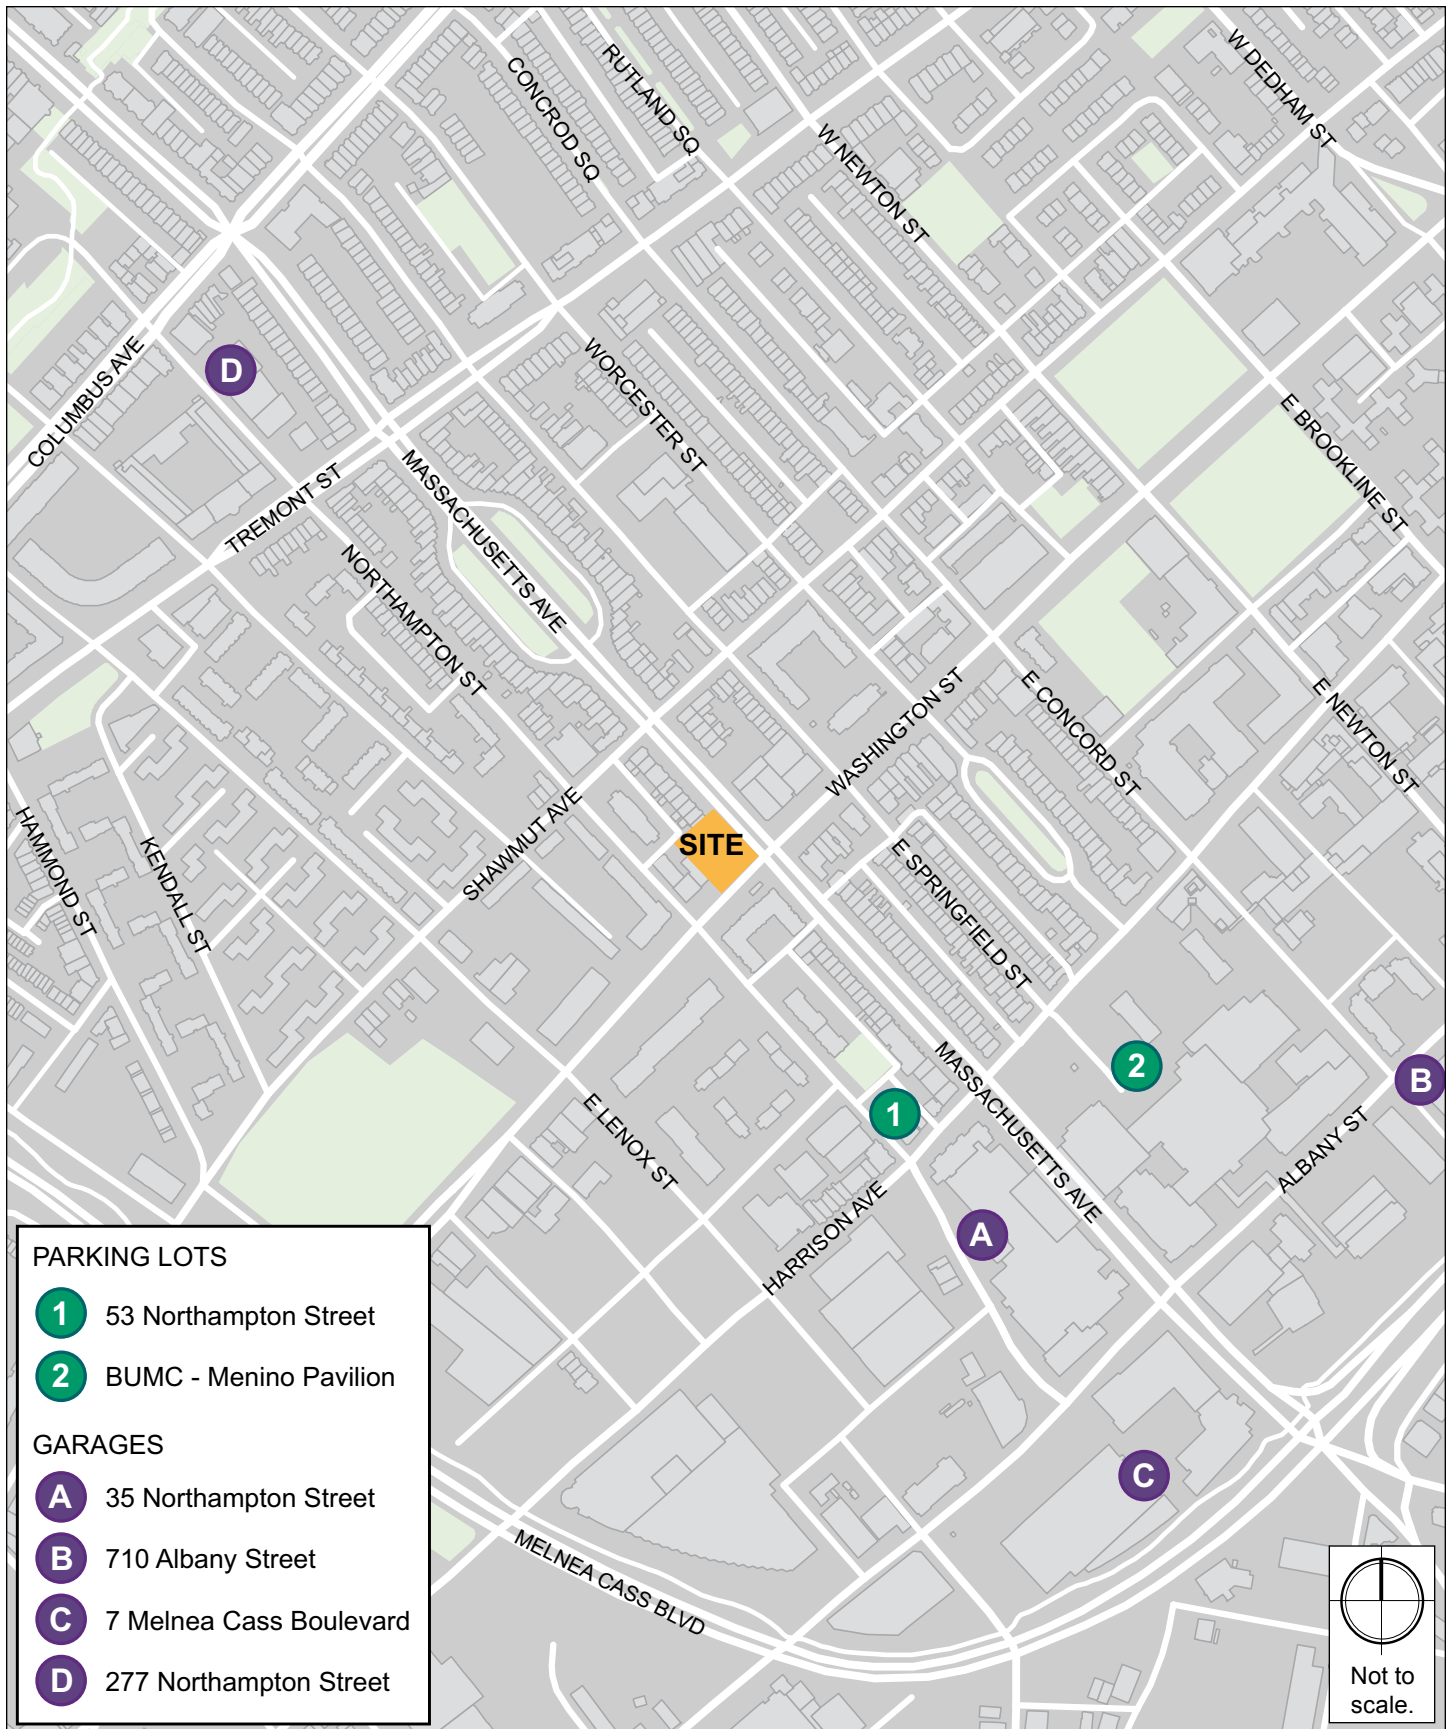 W DEDHAM ST
RUTLAND SQ
CONCROD SQ
W NEWTON ST
COLUMBUS AVE
D
WORCESTER ST
E BROOKLINE ST
TREMONT ST
MASSACHUSETTS AVE
NORTHAMPTON ST
WASHINGTON ST
E CONCORD ST
E NEWTON ST
SHAWMUT AVE
SITE
HAMMOND ST
KENDALL ST
E SPRINGFIELD ST
MASSACHUSETTS AVE
2
B
1
E LENOX ST
ALBANY ST
HARRISON AVE
A
C
MELNEA CASS BLVD
PARKING LOTS
1 53 Northampton Street
2 BUMC - Menino Pavilion
GARAGES
A 35 Northampton Street
B 710 Albany Street
C 7 Melnea Cass Boulevard
D 277 Northampton Street
Not to
scale.